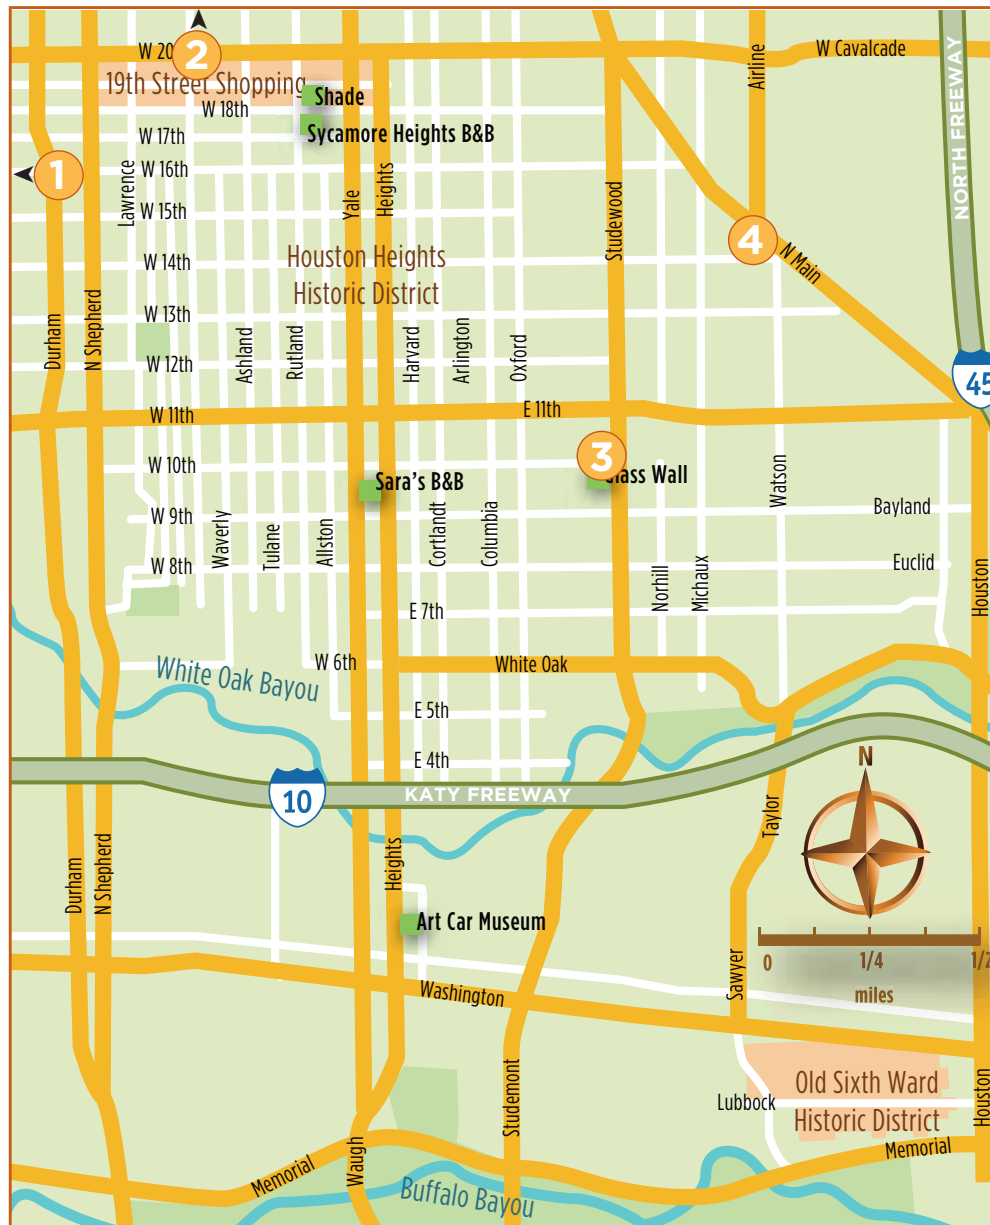 W 20
2
Airline
W Cavalcade
NORTH FREEWAY
19th Street Shopping
Shade
W 18th
Sycamore Heights B&B
W 17th
1
W 16th
Lawrence
Yale
Heights
Studewood
W 15th
4
N Main
Houston Heights
Historic District
W 14th
W 13th
Durham
N Shepherd
Ashland
Rutland
Harvard
Arlington
Oxford
W 12th
45
W 11th
E 11th
3
W 10th
Sara's B&B
Glass Wall
Watson
W 9th
Bayland
Waverly
Tulane
Allston
Cortlandt
Columbia
W 8th
Euclid
Norhill
Michaux
Houston
E 7th
W 6th
White Oak
White Oak Bayou
E 5th
E 4th
N
10
KATY FREEWAY
Taylor
Durham
N Shepherd
Heights
Art Car Museum
0
1/4
1/2
miles
Sawyer
Washington
Studemont
Old Sixth Ward
Historic District
Lubbock
Houston
Memorial
Waugh
Memorial
Buffalo Bayou